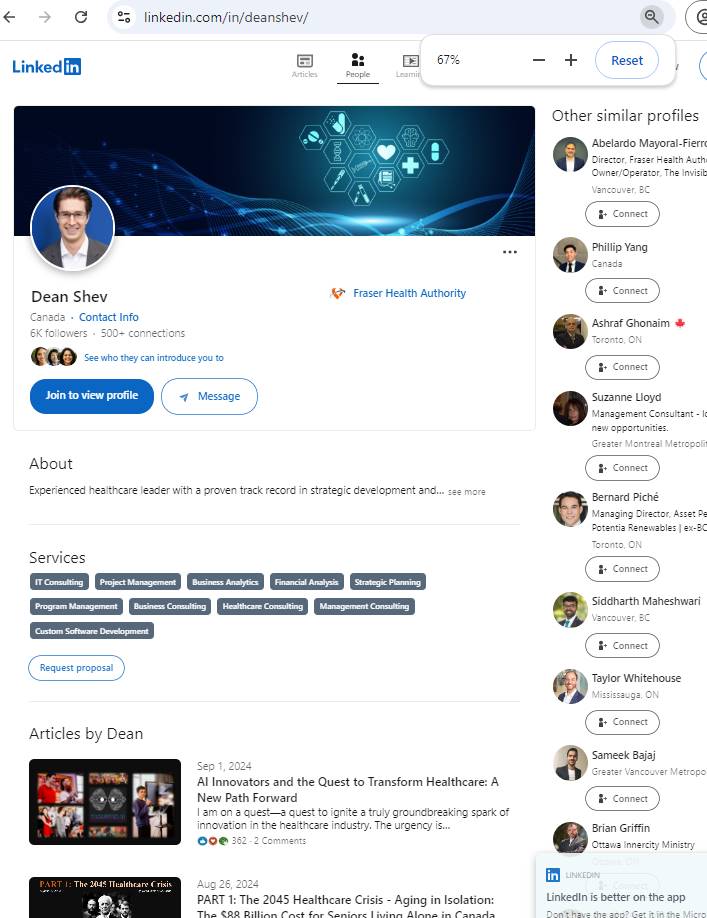 linkedin.com/in/deanshev/
67%
Reset
Linked in
Articles
People
Learni
Other similar profiles
Abelardo Mayoral-Fierro
Director, Fraser Health Auth
Owner/Operator, The Invisib
Vancouver, BC
Connect
Phillip Yang
Canada
Connect
Ashraf Ghonaim 🍁
Toronto, ON
Connect
Suzanne Lloyd
Management Consultant - lo
new opportunities.
Greater Montreal Metropolit
Connect
Bernard Piché
Managing Director, Asset Pe
Potentia Renewables | ex-BC
Toronto, ON
Connect
Siddharth Maheshwari
Vancouver, BC
Connect
Taylor Whitehouse
Mississauga, ON
Connect
Sameek Bajaj
Greater Vancouver Metropo
Connect
Brian Griffin
Ottawa Innercity Ministry
Ottawa, ON
Connect
Dean Shev
Fraser Health Authority
Canada · Contact Info
6K followers · 500+ connections
See who they can introduce you to
Join to view profile
Message
About
Experienced healthcare leader with a proven track record in strategic development and... see more
Services
IT Consulting Project Management Business Analytics Financial Analysis Strategic Planning
Program Management Business Consulting Healthcare Consulting Management Consulting
Custom Software Development
Request proposal
Articles by Dean
Sep 1, 2024
AI Innovators and the Quest to Transform Healthcare: A
New Path Forward
I am on a quest—a quest to ignite a truly groundbreaking spark of
innovation in the healthcare industry. The urgency is...
362 · 2 Comments
PART 1: The 2045 Healthcare Crisis
Aug 26, 2024
PART 1: The 2045 Healthcare Crisis - Aging in Isolation:
The $88 Billion Cost for Seniors Living Alone in Canada
in LINKEDIN
LinkedIn is better on the app
Don't have the app? Get it in the Micro